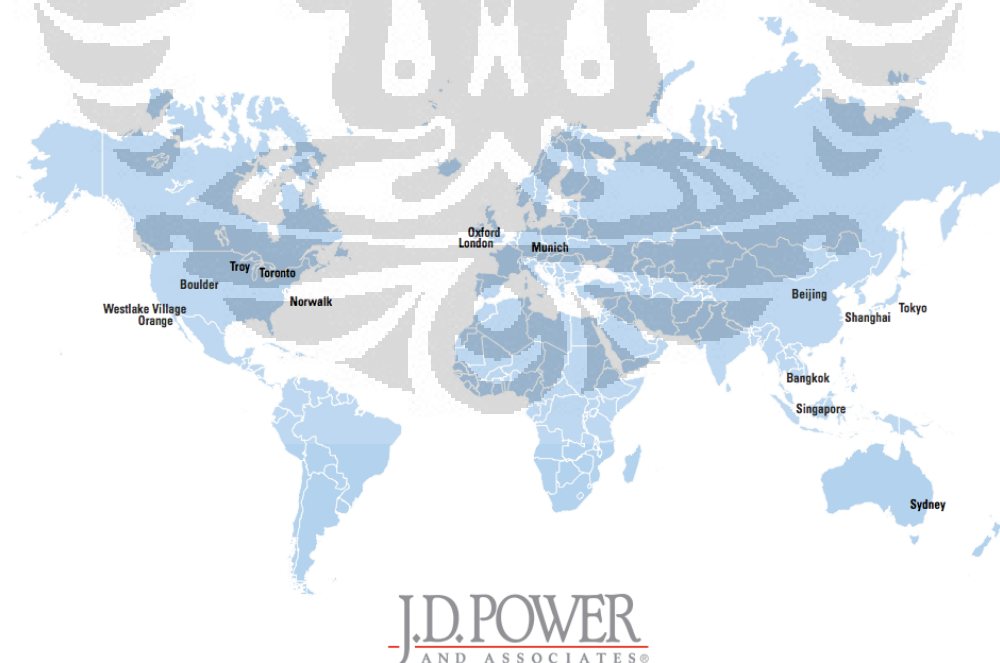 Oxford
London
Munich
Troy
Toronto
Boulder
Norwalk
Westlake Village
Orange
Beijing
Tokyo
Shanghai
Bangkok
Singapore
Sydney
J.D. POWER
AND ASSOCIATES®